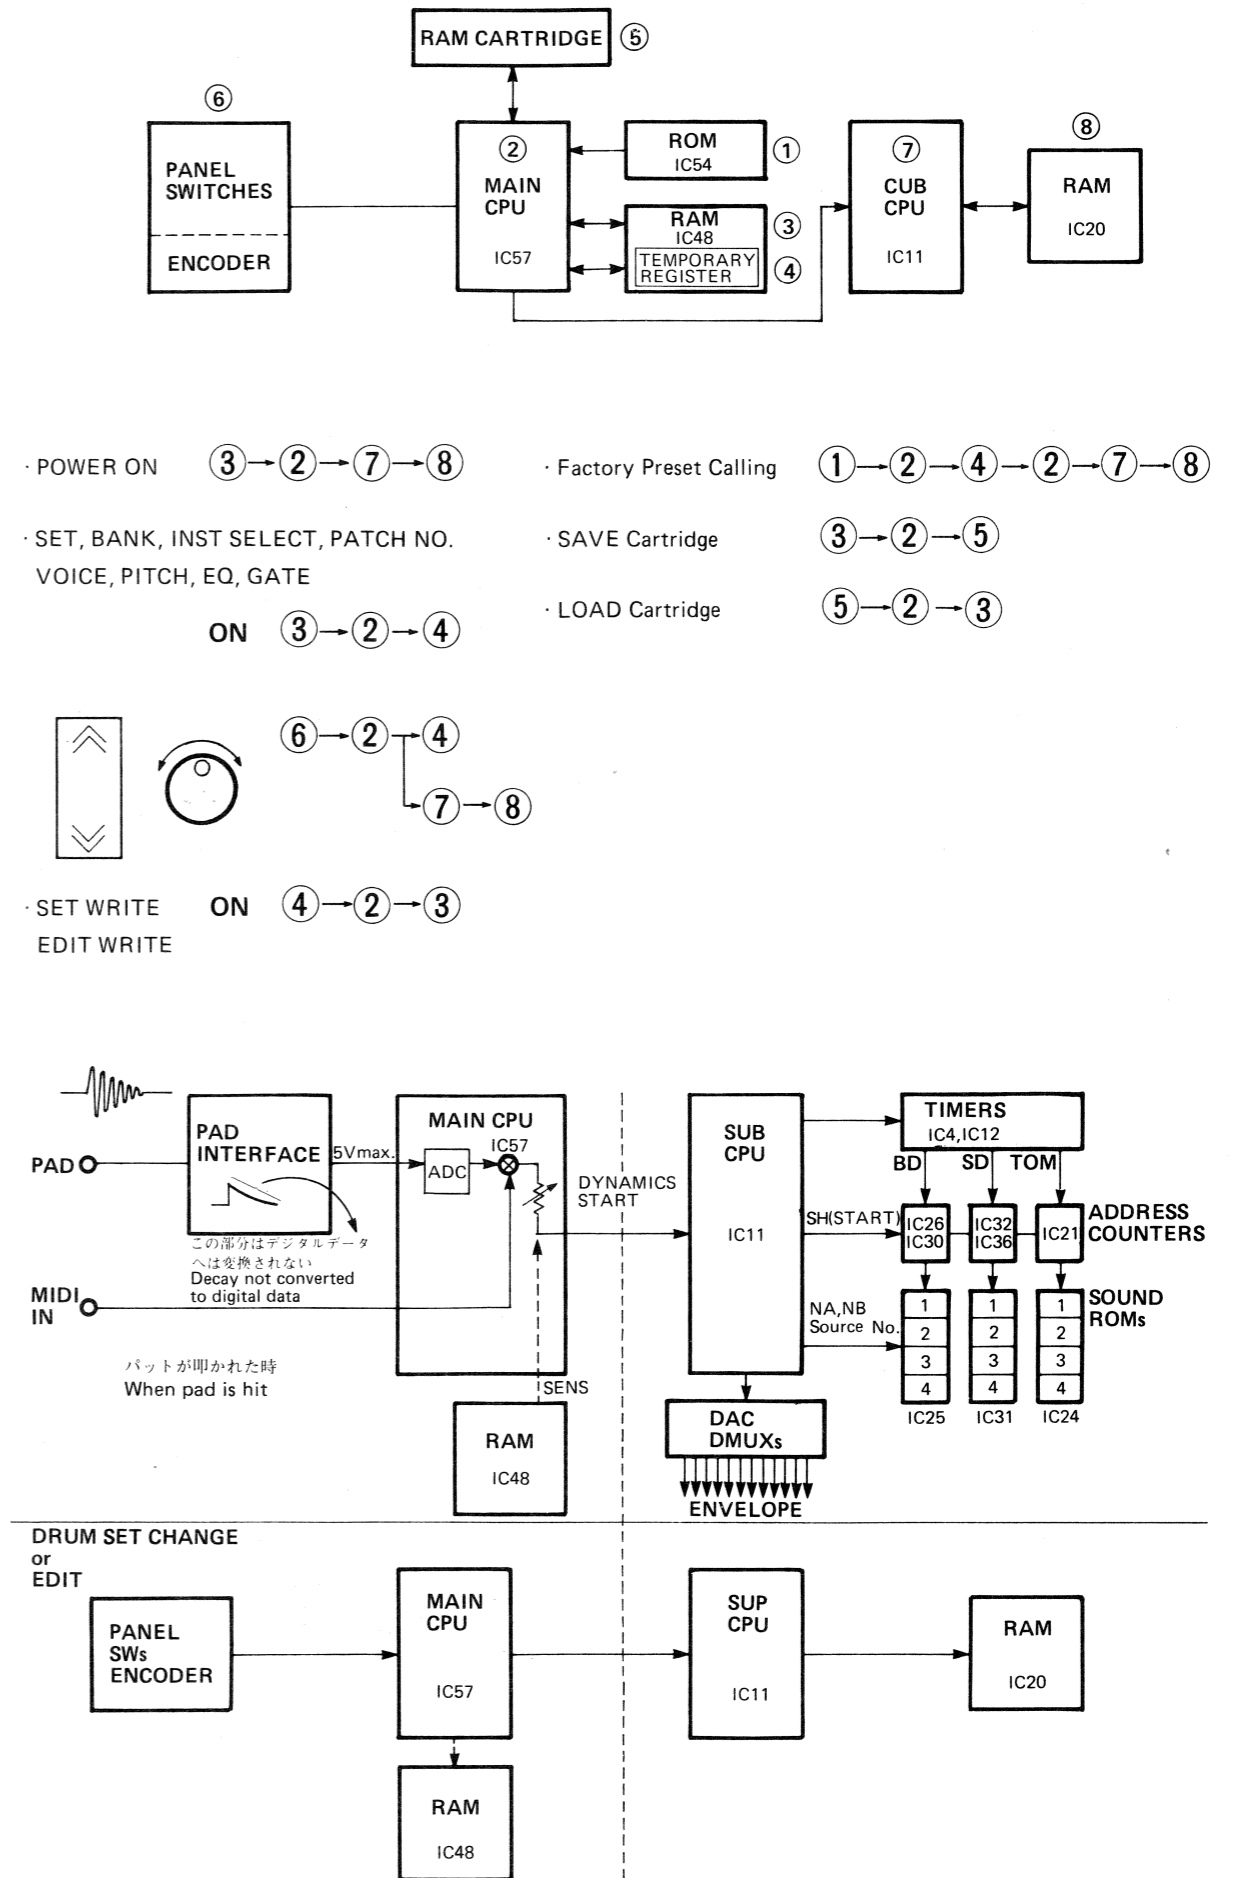 RAM CARTRIDGE ⑤
⑥
PANEL
SWITCHES
ENCODER
②
MAIN
CPU
IC57
ROM
IC54
①
RAM
IC48
③
TEMPORARY
REGISTER
④
⑦
CUB
CPU
IC11
⑧
RAM
IC20
· POWER ON ③→②→⑦→⑧
· SET, BANK, INST SELECT, PATCH NO.
VOICE, PITCH, EQ, GATE
ON ③→②→④
⑥→②→④
⑦→⑧
· SET WRITE ON ④→②→③
EDIT WRITE
· Factory Preset Calling ①→②→④→②→⑦→⑧
· SAVE Cartridge ③→②→⑤
· LOAD Cartridge ⑤→②→③
PAD
PAD
INTERFACE
5Vmax.
この部分はデジタルデータ
へは変換されない
Decay not converted
to digital data
MIDI
IN
パットが叩かれた時
When pad is hit
MAIN CPU
IC57
ADC
SENS
RAM
IC48
DYNAMICS
START
SUB
CPU
IC11
TIMERS
IC4,IC12
BD SD TOM
SH(START)
IC26
IC30
IC32
IC36
IC21
ADDRESS
COUNTERS
NA,NB
Source No.
1 1 1
2 2 2
3 3 3
4 4 4
IC25 IC31 IC24
SOUND
ROMs
DAC
DMUXs
ENVELOPE
DRUM SET CHANGE
or
EDIT
PANEL
SWs
ENCODER
MAIN
CPU
IC57
RAM
IC48
SUP
CPU
IC11
RAM
IC20